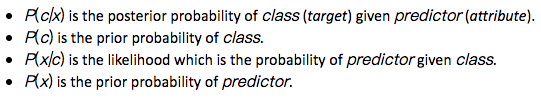 • P(c|x) is the posterior probability of class (target) given predictor (attribute).
• P(c) is the prior probability of class.
• P(x|c) is the likelihood which is the probability of predictor given class.
• P(x) is the prior probability of predictor.